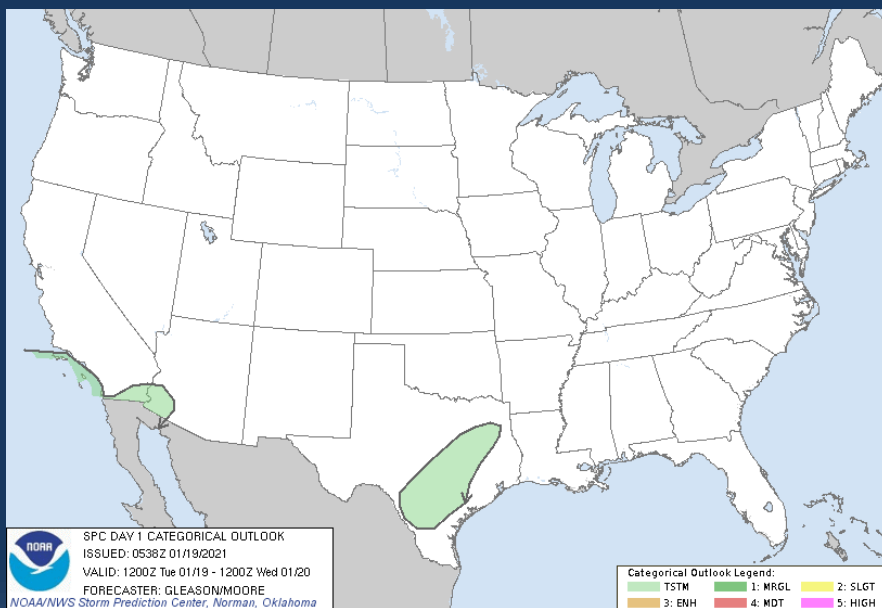 NOAA
SPC DAY 1 CATEGORICAL OUTLOOK
ISSUED: 0538Z 01/19/2021
VALID: 1200Z Tue 01/19 - 1200Z Wed 01/20
FORECASTER: GLEASON/MOORE
NOAA/NWS Storm Prediction Center, Norman, Oklahoma
Categorical Outlook Legend:
TSTM 1: MRGL 2: SLGT
3: ENH 4: MDT 5: HIGH